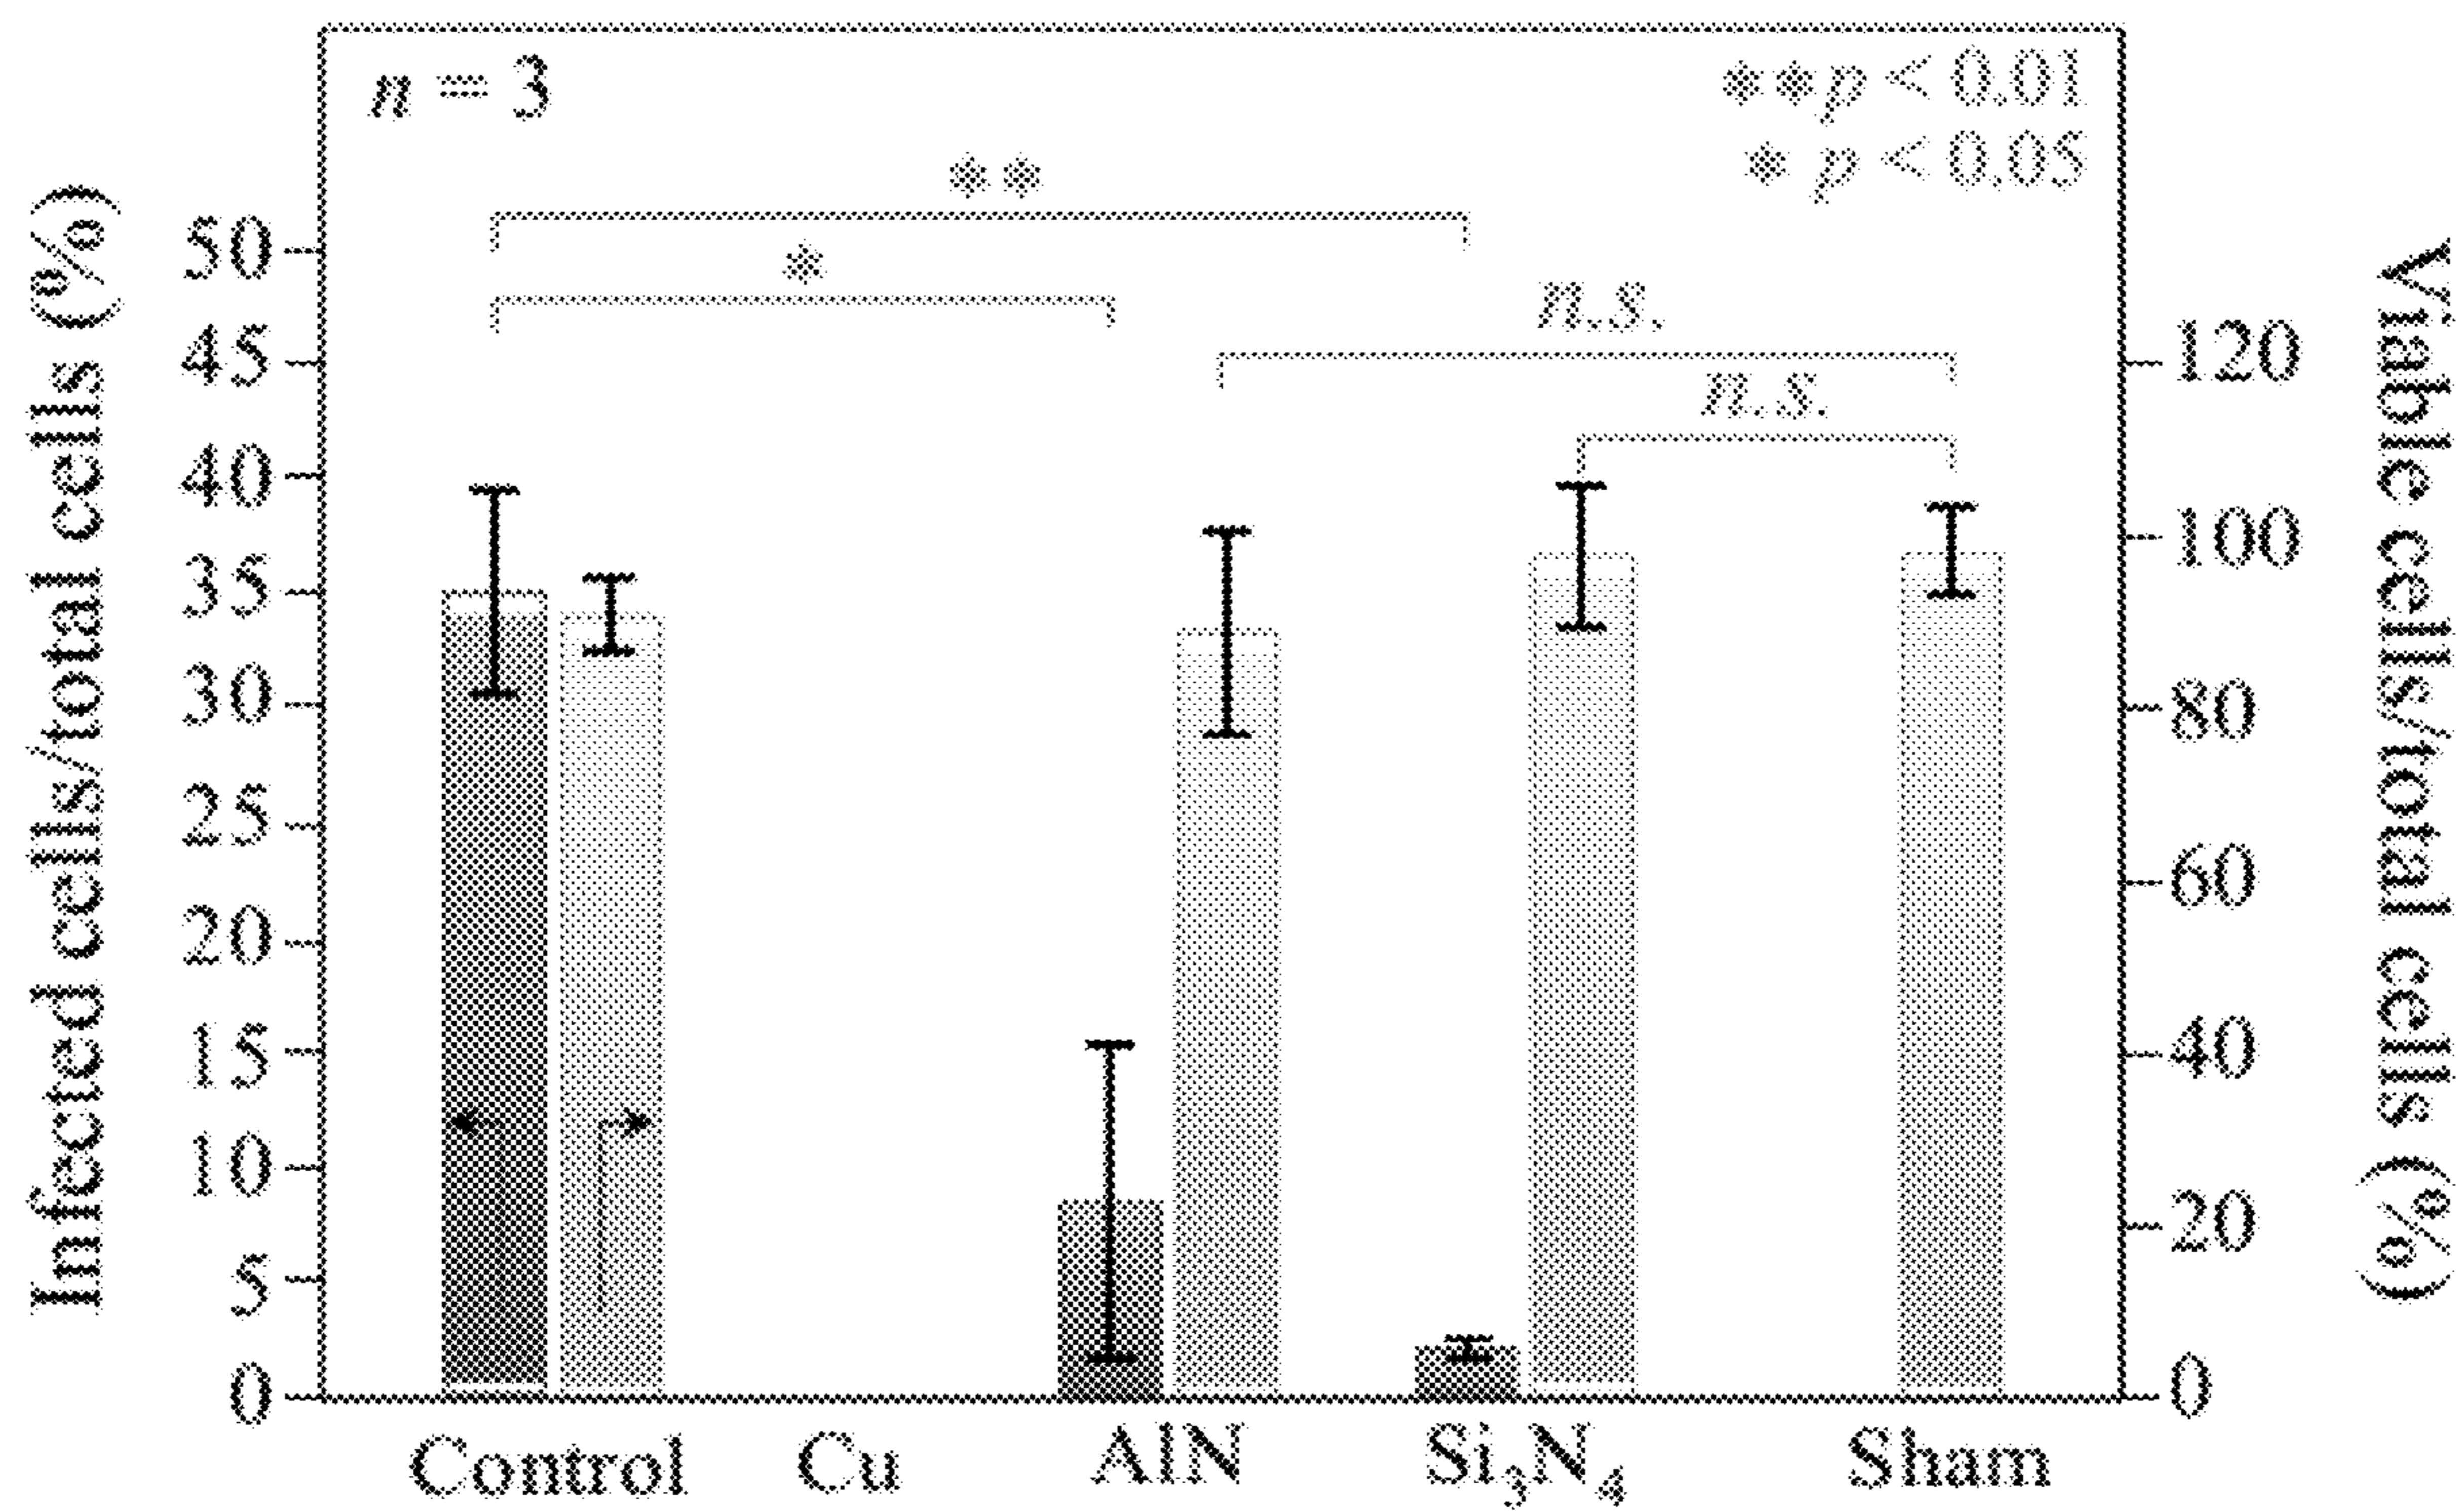 n = 3
**p < 0.01
* p < 0.05
**
*
n.s.
n.s.
Infected cells/total cells (%)
50
45
40
35
30
25
20
15
10
5
0
Viable cells/total cells (%)
120
100
80
60
40
20
0
Control Cu AlN Si₃N₄ Sham